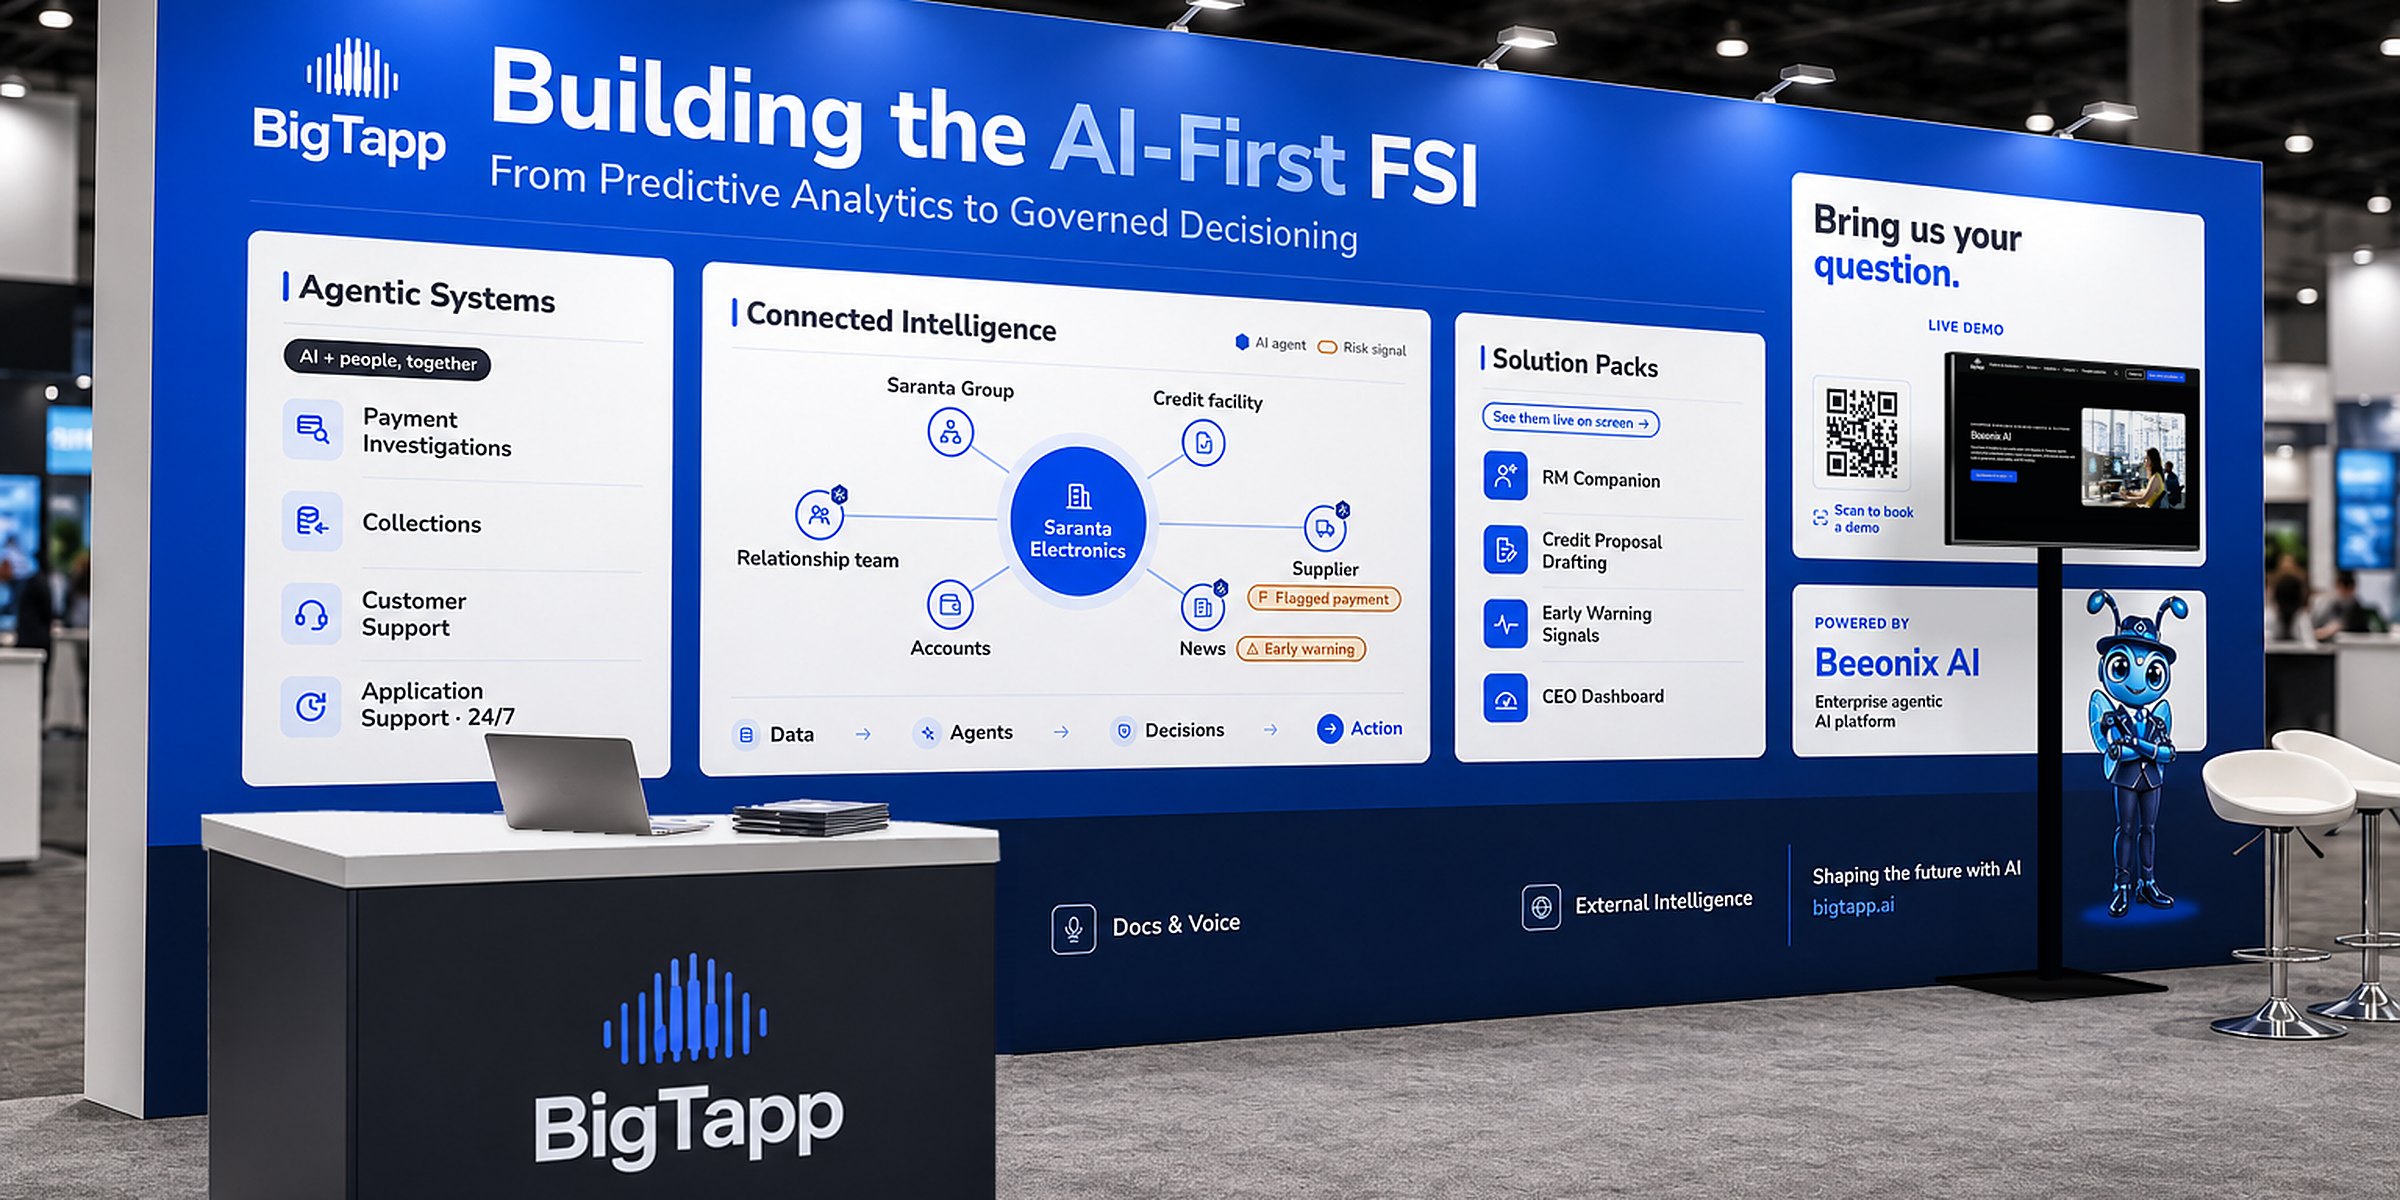 BigTapp
Building the AI-First FSI
From Predictive Analytics to Governed Decisioning
Agentic Systems
AI + people, together
Payment
Investigations
Collections
Customer
Support
Application
Support · 24/7
Connected Intelligence
AI agent
Risk signal
Saranta Group
Credit facility
Saranta
Electronics
Relationship team
Supplier
Flagged payment
Accounts
News
Early warning
Data → Agents → Decisions → Action
Solution Packs
See them live on screen →
RM Companion
Credit Proposal
Drafting
Early Warning
Signals
CEO Dashboard
Bring us your
question.
LIVE DEMO
Scan to book
a demo
Beeonix AI
POWERED BY
Beeonix AI
Enterprise agentic
AI platform
Docs & Voice
External Intelligence
Shaping the future with AI
bigtapp.ai
BigTapp